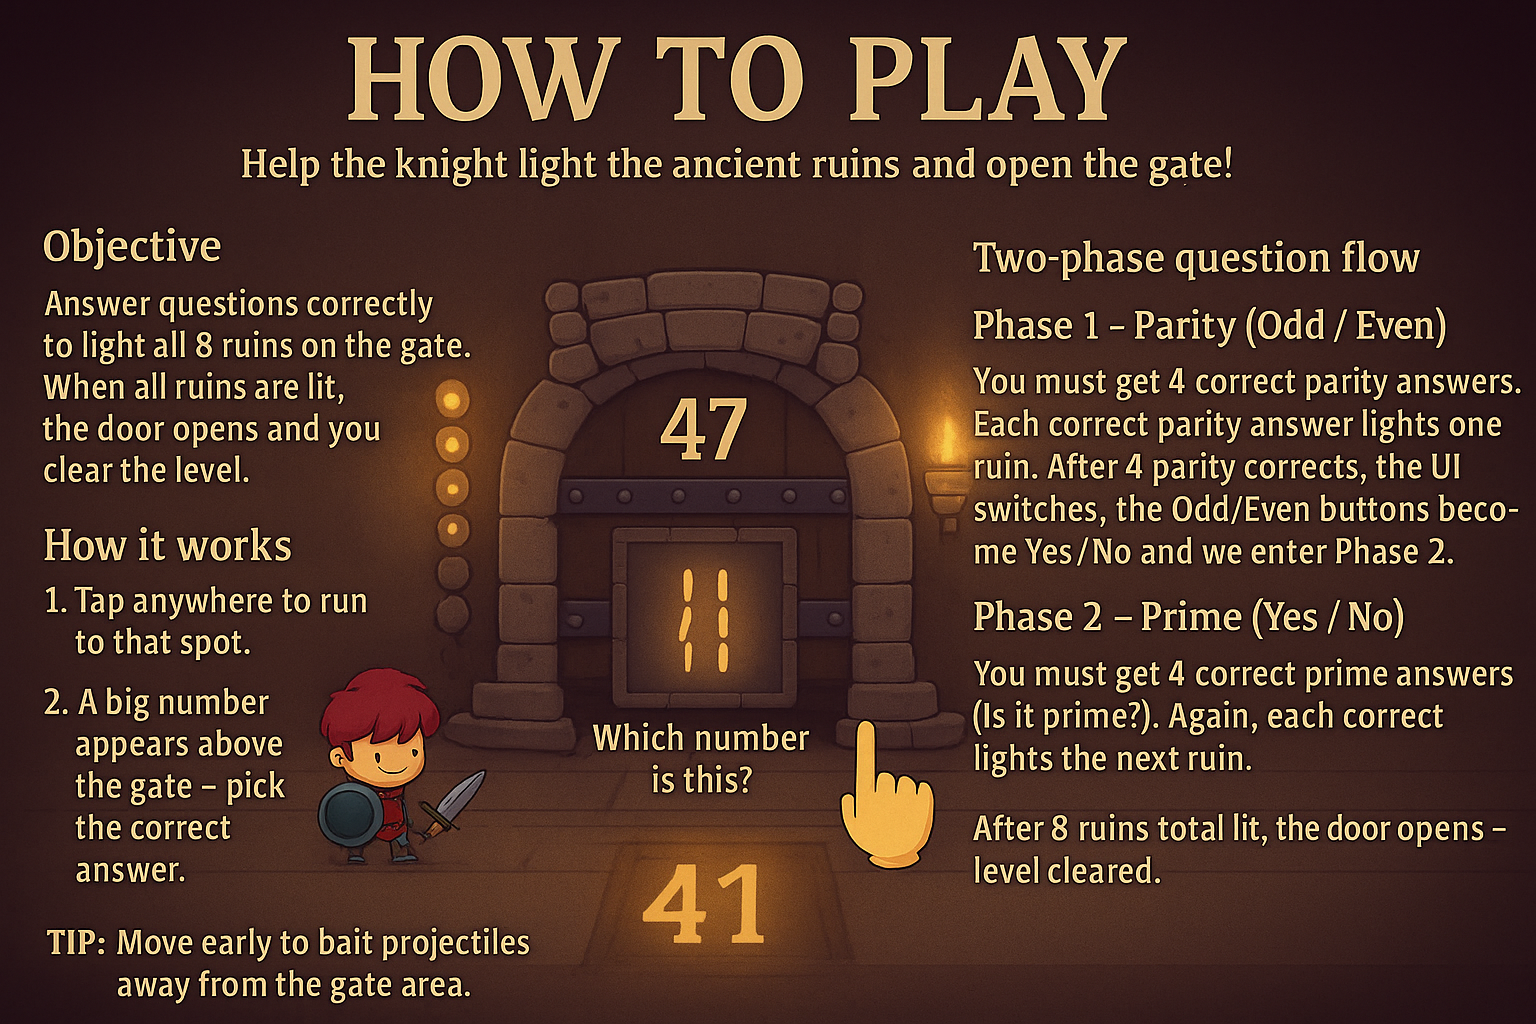 HOW TO PLAY
Help the knight light the ancient ruins and open the gate!
Objective
Answer questions correctly
to light all 8 ruins on the gate.
When all ruins are lit,
the door opens and you
clear the level.
How it works
1. Tap anywhere to run
to that spot.
2. A big number
appears above
the gate – pick
the correct
answer.
TIP: Move early to bait projectiles
away from the gate area.
47
Which number
is this?
41
Two-phase question flow
Phase 1 – Parity (Odd / Even)
You must get 4 correct parity answers.
Each correct parity answer lights one
ruin. After 4 parity corrects, the UI
switches, the Odd/Even buttons beco-
me Yes/No and we enter Phase 2.
Phase 2 – Prime (Yes / No)
You must get 4 correct prime answers
(Is it prime?). Again, each correct
lights the next ruin.
After 8 ruins total lit, the door opens –
level cleared.